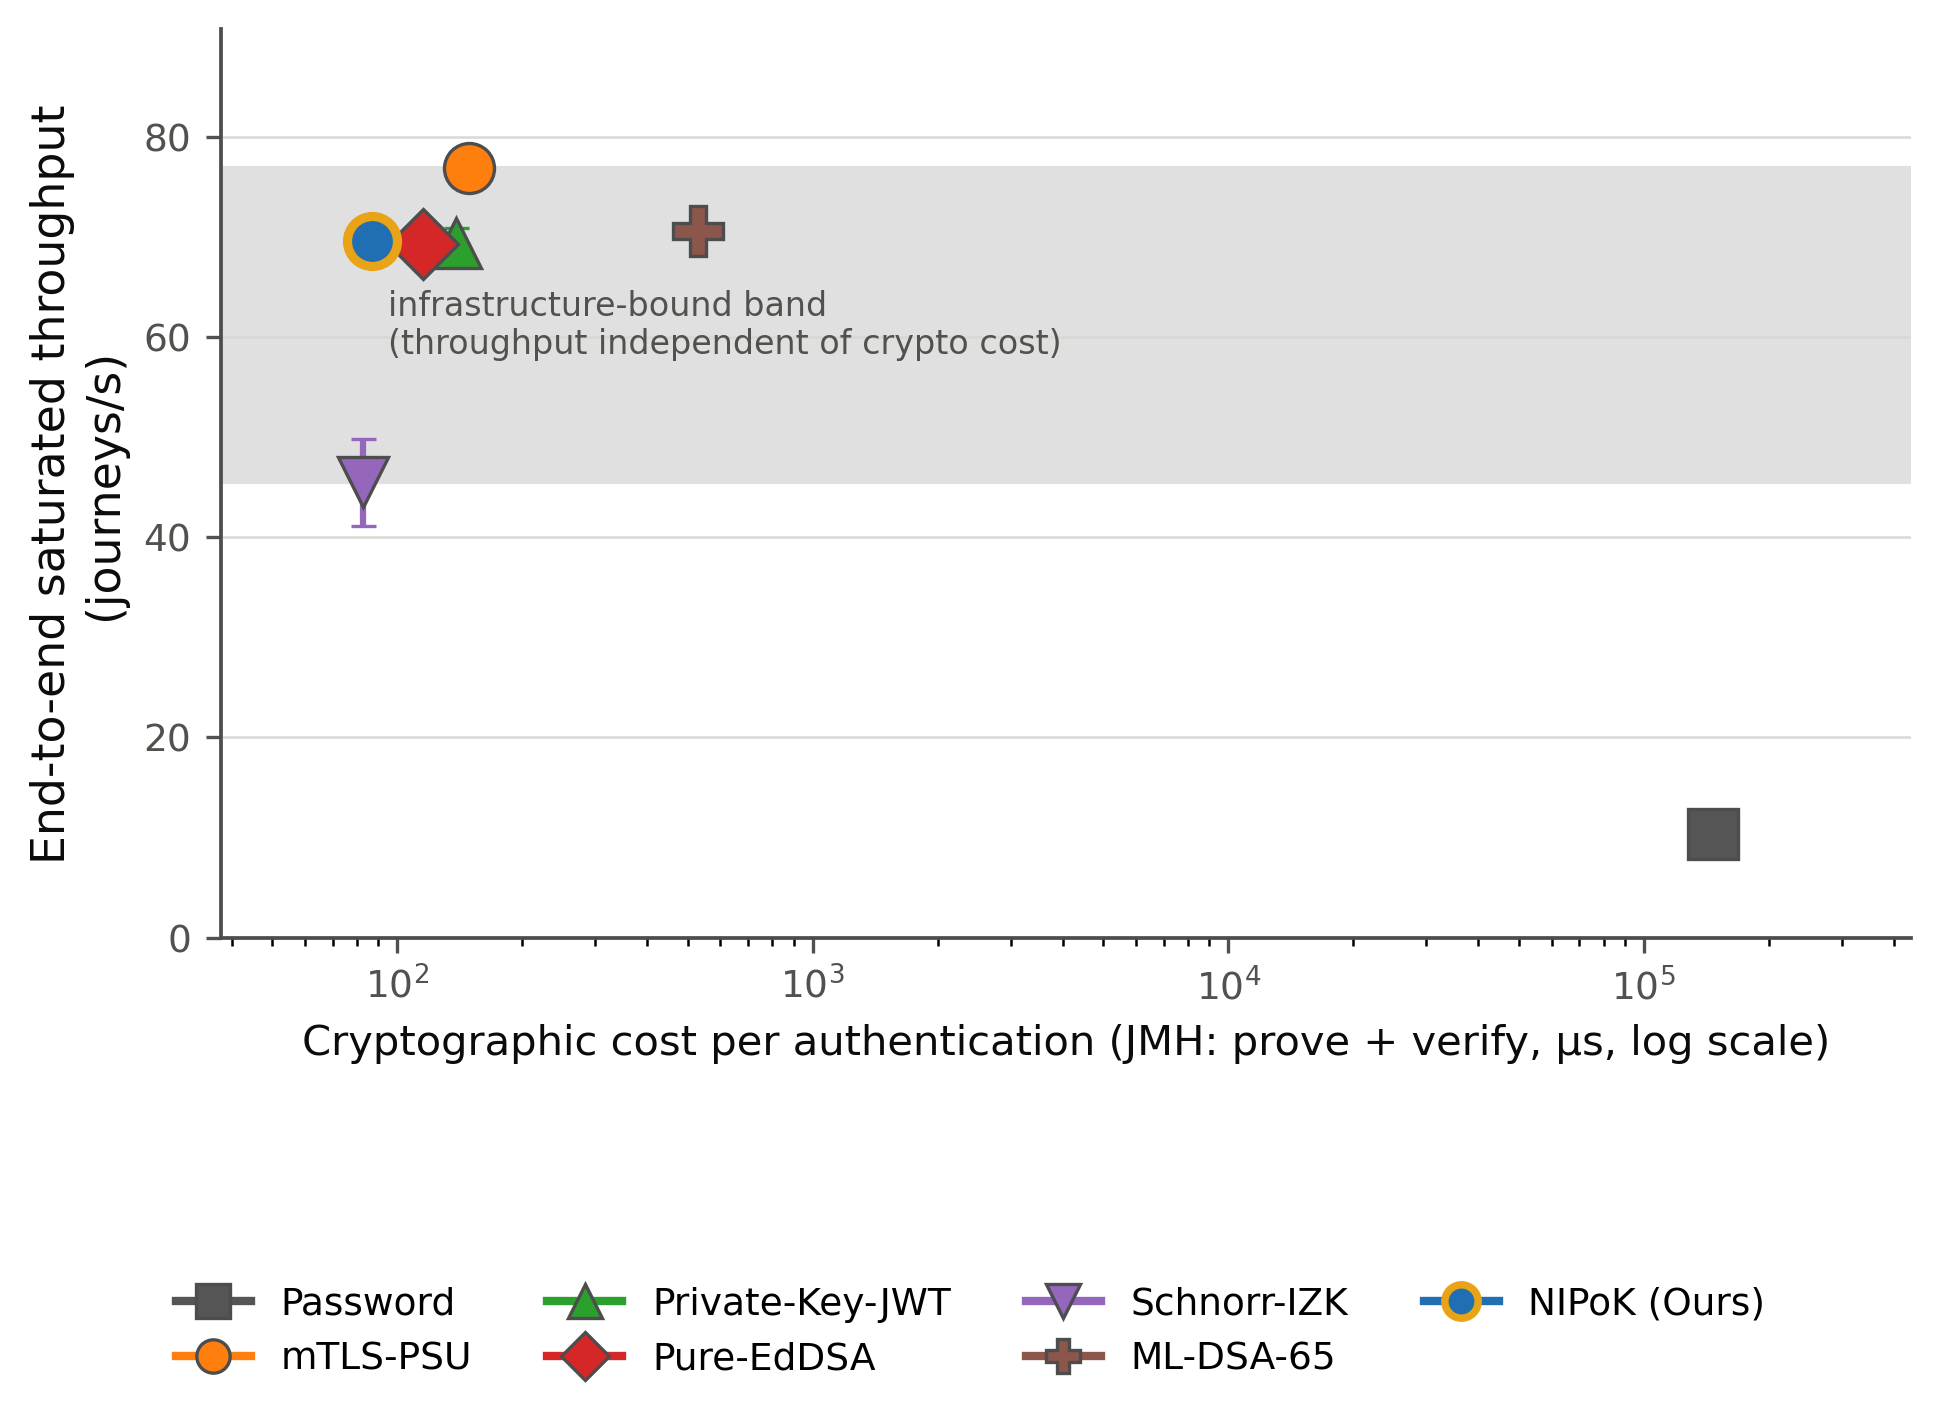 End-to-end saturated throughput
(journeys/s)
80
60
40
20
0
infrastructure-bound band
(throughput independent of crypto cost)
10²
10³
10⁴
10⁵
Cryptographic cost per authentication (JMH: prove + verify, μs, log scale)
Password
mTLS-PSU
Private-Key-JWT
Pure-EdDSA
Schnorr-IZK
ML-DSA-65
NIPoK (Ours)